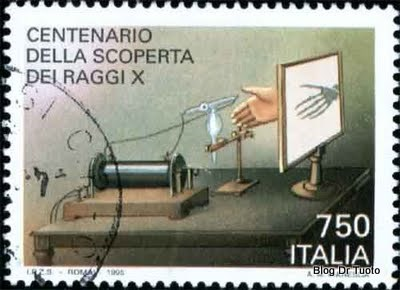 CENTENARIO
DELLA SCOPERTA
DEI RAGGI X
750
ITALIA
I.P.Z.S. - ROMA - 1995
Blog Dr Tuoto